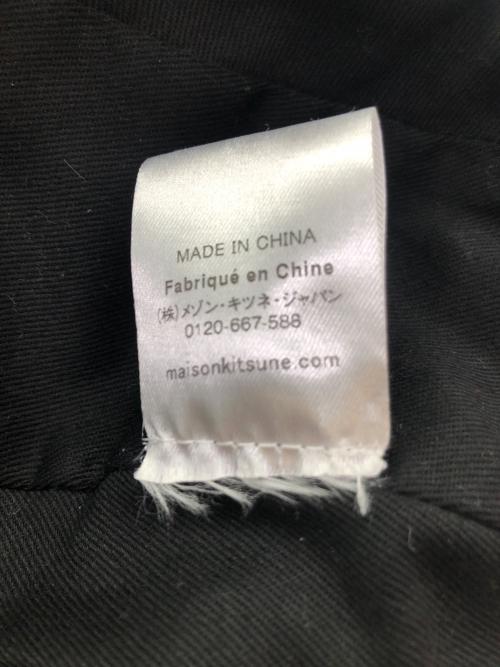 MADE IN CHINA
Fabriqué en Chine
(株)メゾン・キツネ・ジャパン
0120-667-588
maisonkitsune.com